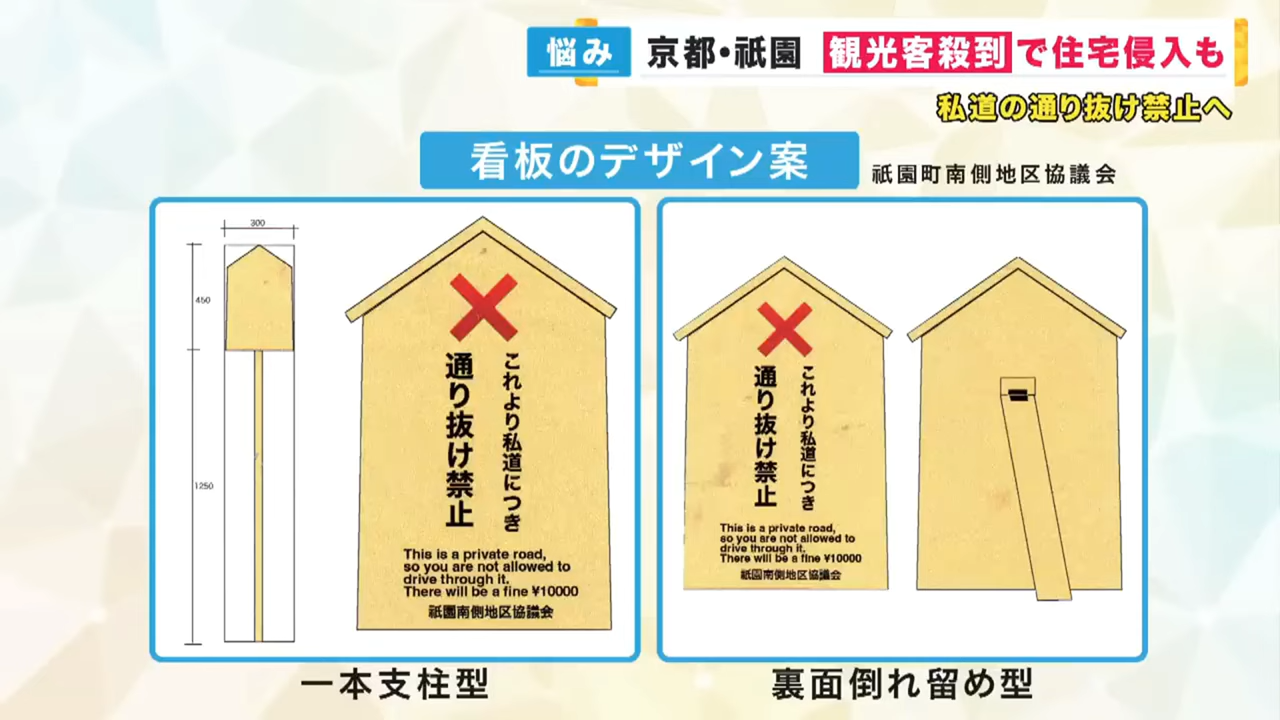 悩み 京都・祇園 観光客殺到で住宅侵入も
私道の通り抜け禁止へ
看板のデザイン案
祇園町南側地区協議会
300
450
1250
これより私道につき
通り抜け禁止
This is a private road,
so you are not allowed to
drive through it.
There will be a fine ¥10000
祇園南側地区協議会
一本支柱型
これより私道につき
通り抜け禁止
This is a private road,
so you are not allowed to
drive through it.
There will be a fine ¥10000
祇園南側地区協議会
裏面倒れ留め型